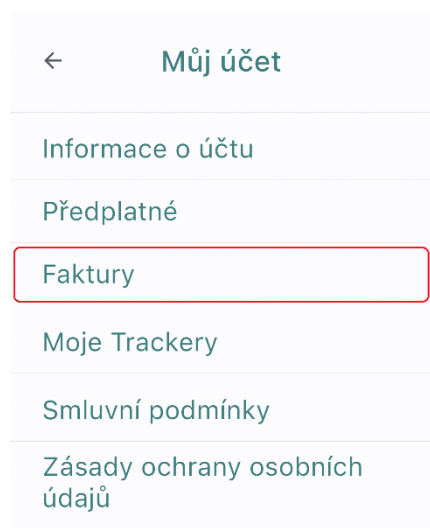 Můj účet
Informace o účtu
Předplatné
Faktury
Moje Trackery
Smluvní podmínky
Zásady ochrany osobních
údajů